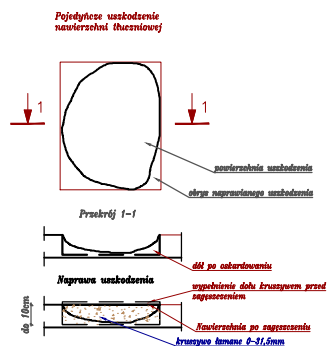 Pojedyńcze uszkodzenie
nawierzchni tłuczniowej
1
1
powierzchnia uszkodzenia
obrys naprawianego uszkodzenia
Przekrój 1-1
dół po oskardowaniu
Naprawa uszkodzenia
wypełnienie dołu kruszywem przed
zagęszczeniem
do 10cm
Nawierzchnia po zagęszczeniu
kruszywo łamane 0-31,5mm